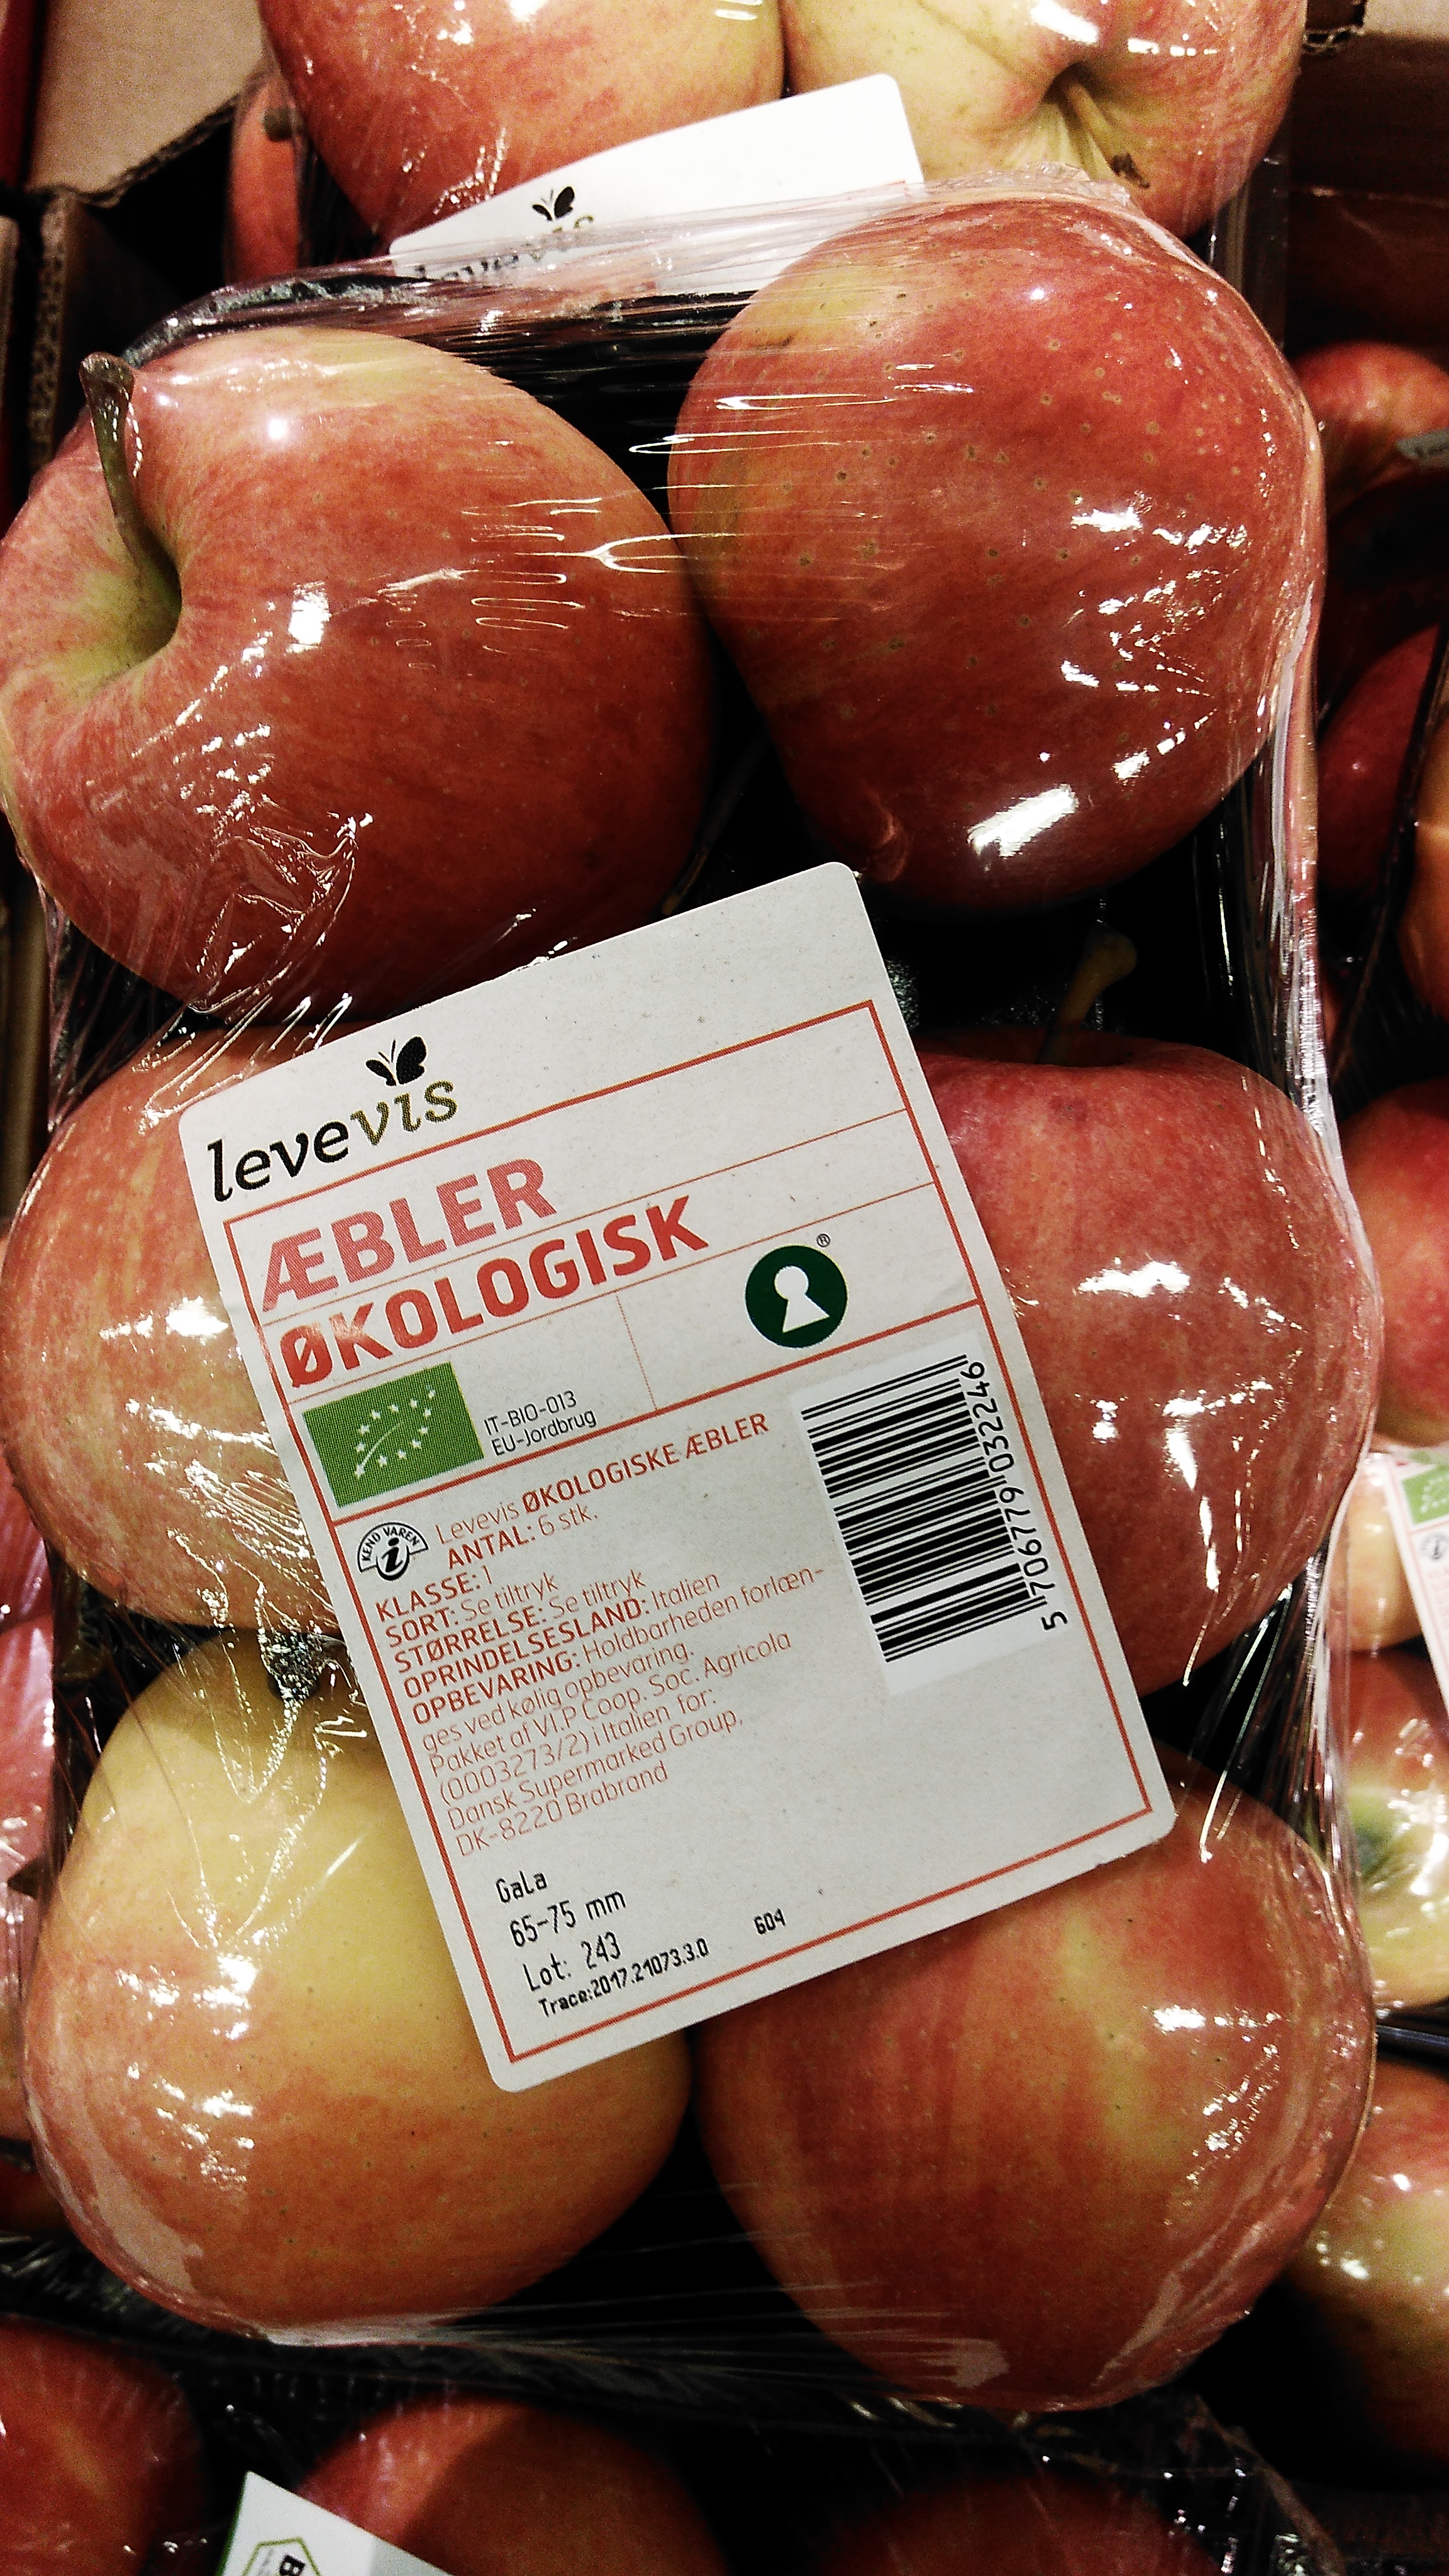 levevis
levevis
ÆBLER
ØKOLOGISK
®
IT-BIO-013
EU-Jordbrug
KEND VAREN
i
Levevis ØKOLOGISKE ÆBLER
ANTAL: 6 stk.
KLASSE: 1
SORT: Se tiltryk
STØRRELSE: Se tiltryk
OPRINDELSESLAND: Italien
OPBEVARING: Holdbarheden forlæn-
ges ved kølig opbevaring.
Pakket af VI.P Coop. Soc. Agricola
(0003273/2) i Italien for:
Dansk Supermarked Group,
DK-8220 Brabrand
5 706779 032246
Gala
65-75 mm
Lot: 243
Trace:2017.21073.3.0 604
B